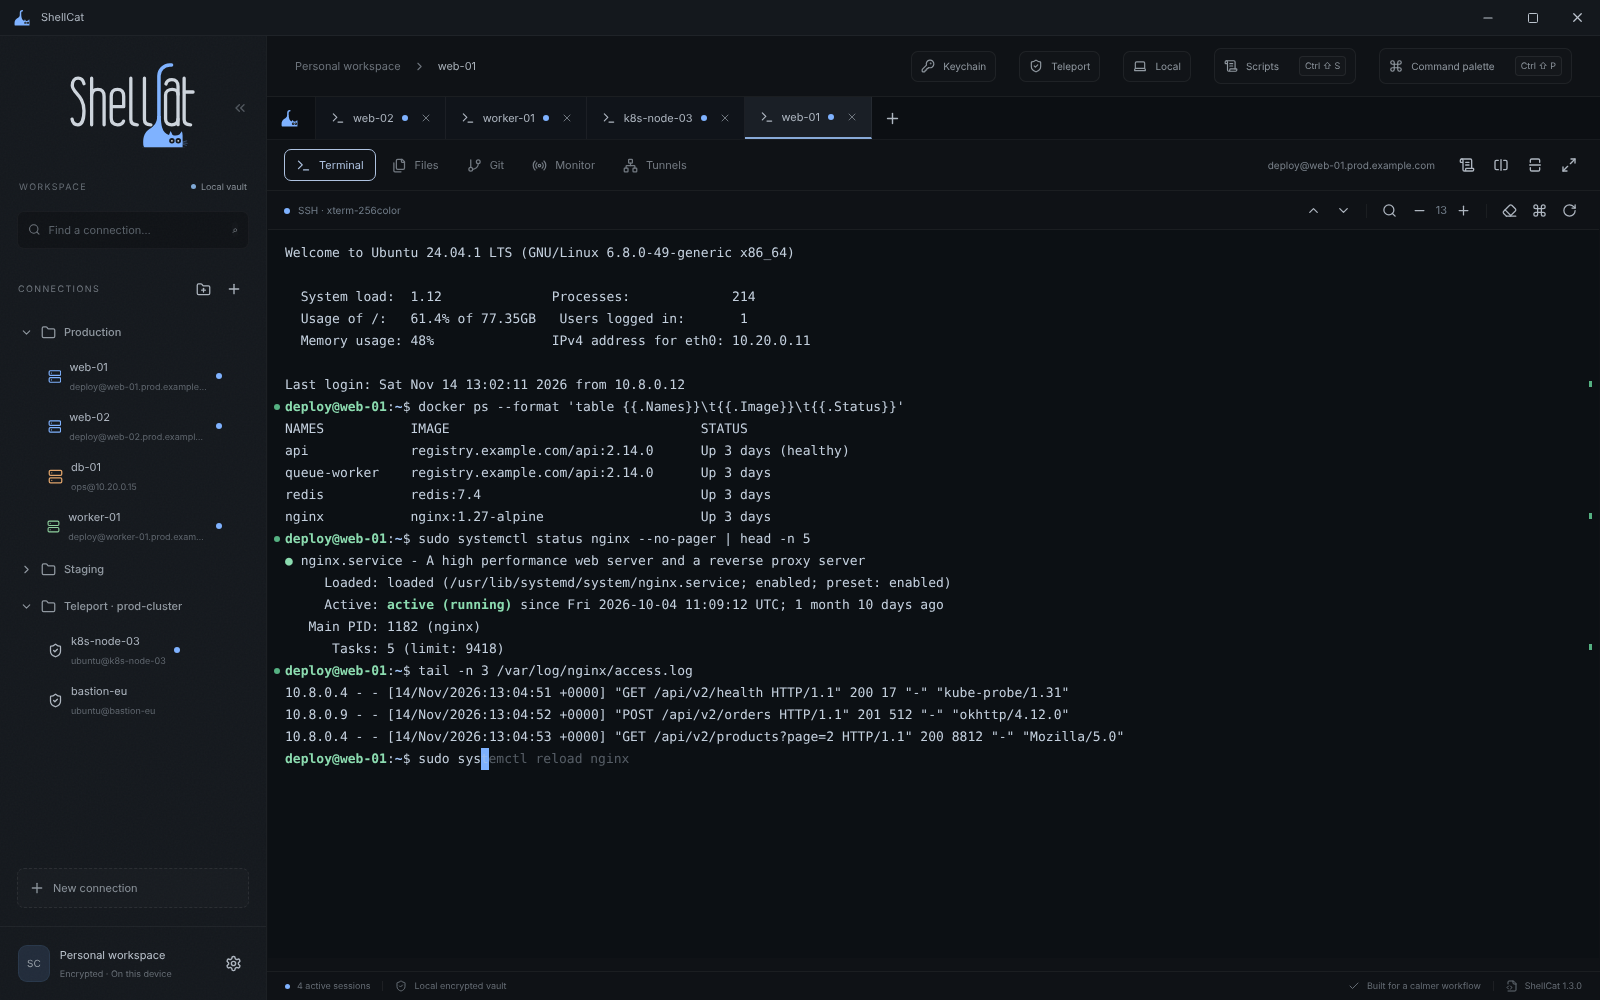 ShellCat
ShellCat
WORKSPACE
Local vault
Find a connection...
CONNECTIONS
Production
web-01
deploy@web-01.prod.example...
web-02
deploy@web-02.prod.exampl...
db-01
ops@10.20.0.15
worker-01
deploy@worker-01.prod.exam...
Staging
Teleport · prod-cluster
k8s-node-03
ubuntu@k8s-node-03
bastion-eu
ubuntu@bastion-eu
New connection
SC
Personal workspace
Encrypted · On this device
Personal workspace > web-01
Keychain
Teleport
Local
Scripts
Ctrl ⇧ S
Command palette
Ctrl ⇧ P
web-02
worker-01
k8s-node-03
web-01
Terminal
Files
Git
Monitor
Tunnels
deploy@web-01.prod.example.com
SSH · xterm-256color
13
Welcome to Ubuntu 24.04.1 LTS (GNU/Linux 6.8.0-49-generic x86_64)
System load:  1.12              Processes:             214
Usage of /:   61.4% of 77.35GB   Users logged in:       1
Memory usage: 48%               IPv4 address for eth0: 10.20.0.11
Last login: Sat Nov 14 13:02:11 2026 from 10.8.0.12
deploy@web-01:~$ docker ps --format 'table {{.Names}}\t{{.Image}}\t{{.Status}}'
NAMES           IMAGE                                STATUS
api             registry.example.com/api:2.14.0      Up 3 days (healthy)
queue-worker    registry.example.com/api:2.14.0      Up 3 days
redis           redis:7.4                            Up 3 days
nginx           nginx:1.27-alpine                    Up 3 days
deploy@web-01:~$ sudo systemctl status nginx --no-pager | head -n 5
● nginx.service - A high performance web server and a reverse proxy server
Loaded: loaded (/usr/lib/systemd/system/nginx.service; enabled; preset: enabled)
Active: active (running) since Fri 2026-10-04 11:09:12 UTC; 1 month 10 days ago
Main PID: 1182 (nginx)
Tasks: 5 (limit: 9418)
deploy@web-01:~$ tail -n 3 /var/log/nginx/access.log
10.8.0.4 - - [14/Nov/2026:13:04:51 +0000] "GET /api/v2/health HTTP/1.1" 200 17 "-" "kube-probe/1.31"
10.8.0.9 - - [14/Nov/2026:13:04:52 +0000] "POST /api/v2/orders HTTP/1.1" 201 512 "-" "okhttp/4.12.0"
10.8.0.4 - - [14/Nov/2026:13:04:53 +0000] "GET /api/v2/products?page=2 HTTP/1.1" 200 8812 "-" "Mozilla/5.0"
deploy@web-01:~$ sudo sys emctl reload nginx
4 active sessions
Local encrypted vault
Built for a calmer workflow
ShellCat 1.3.0